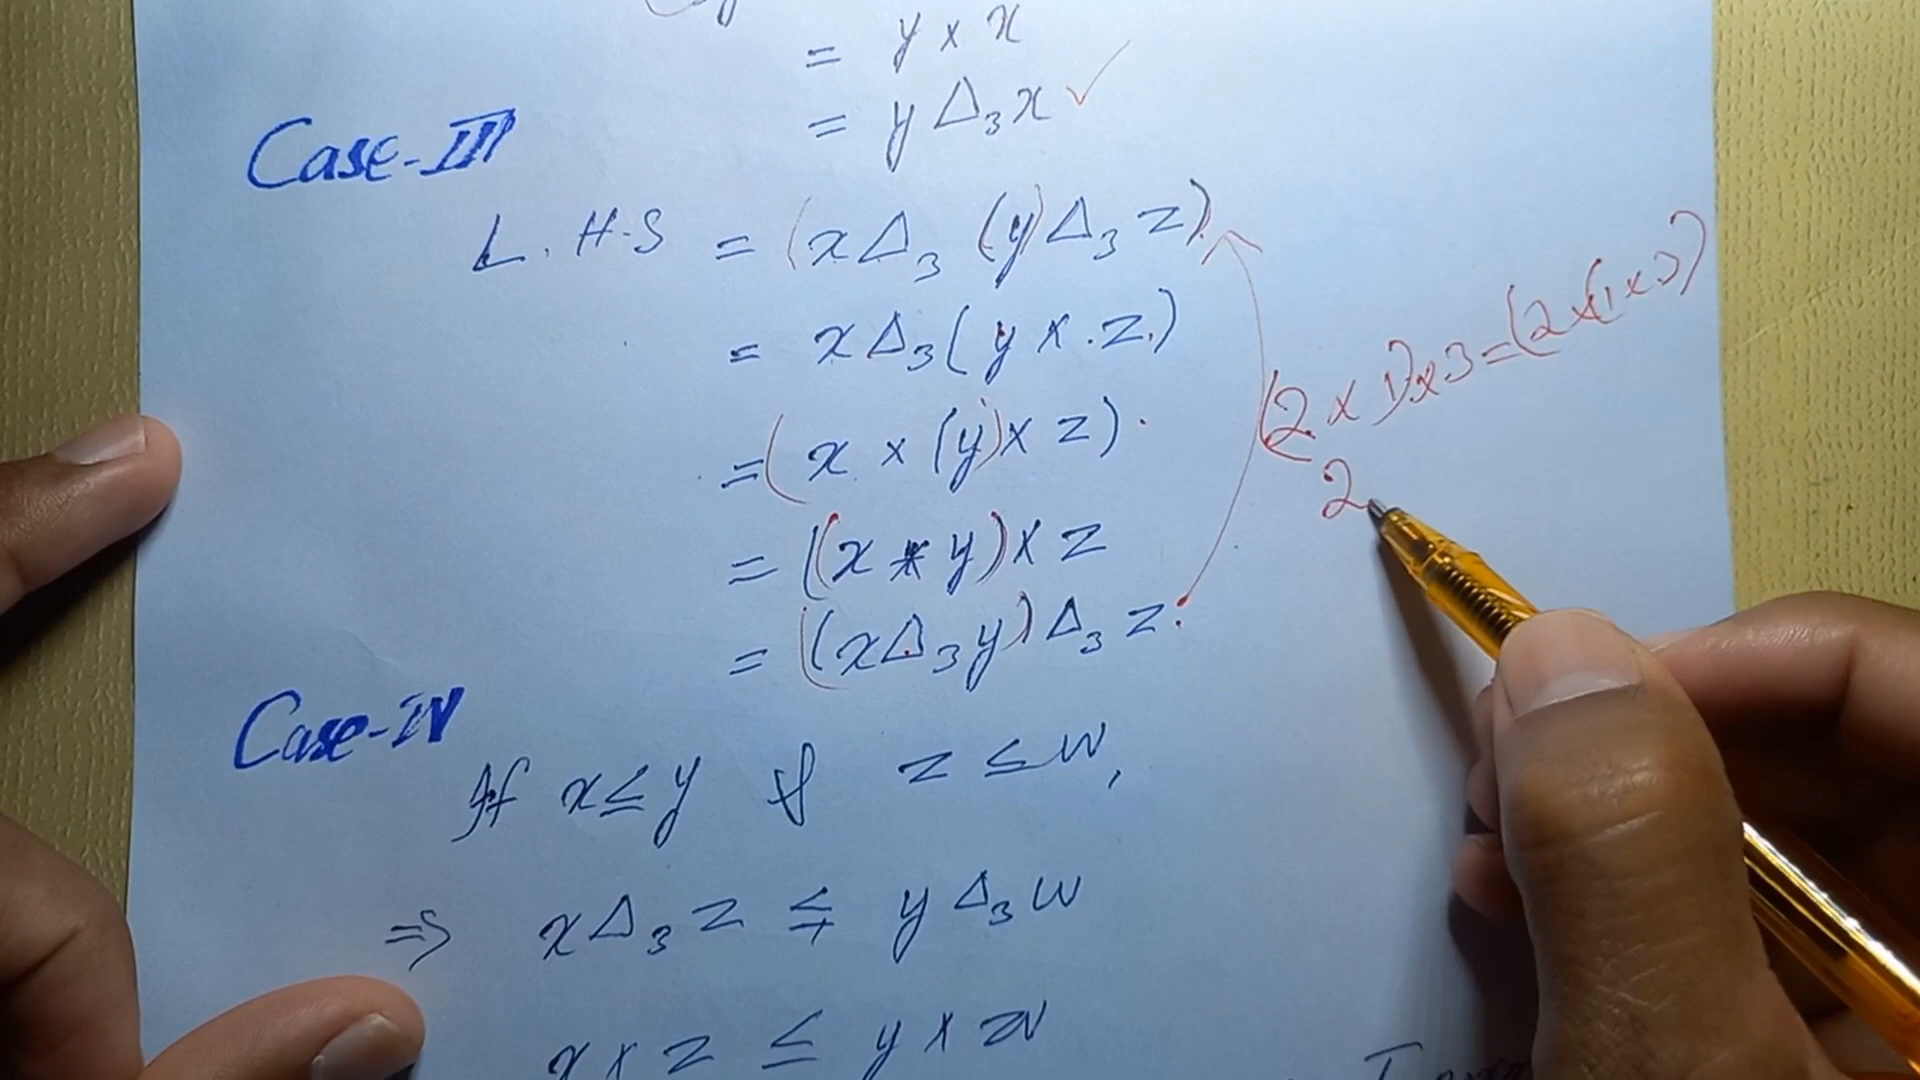 = y × x
= y Δ₃ x ✓
Case-III
L.H.S = (x Δ₃ (y) Δ₃ z)
= x Δ₃ (y × . z.)
= (x × (y) × z) .
= ((x * y) × z
= ((x Δ₃ y) Δ₃ z .
(2 × 1) × 3 = (2 × (1 × 3)
2
Case-IV
If x ≤ y & z ≤ w,
⇒ x Δ₃ z ≤ y Δ₃ w
x × z ≤ y × w